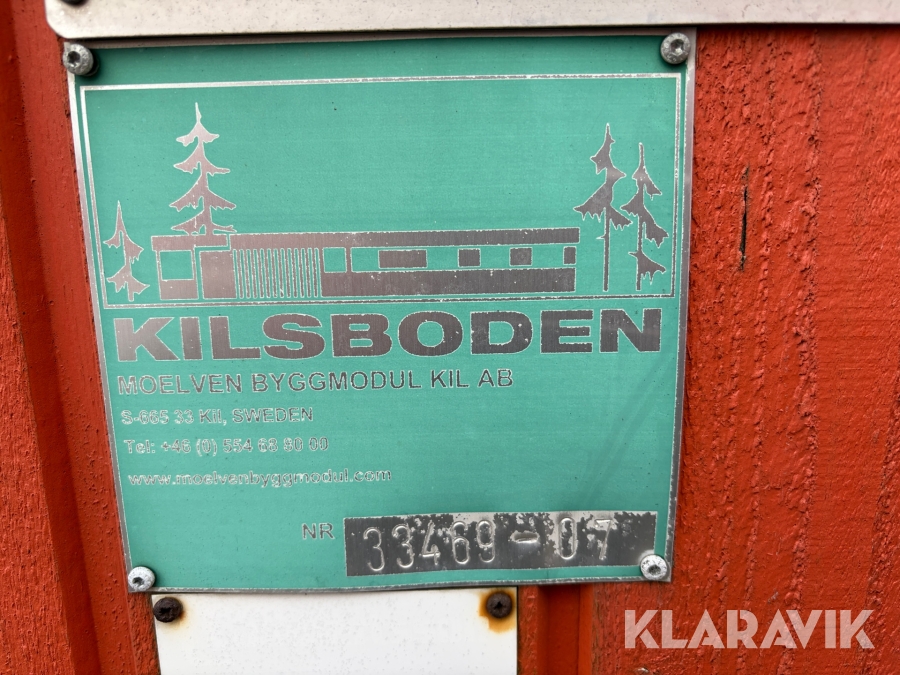 KILSBODEN
MOELVEN BYGGMODUL KIL AB
S-665 33 Kil, SWEDEN
Tel: +46 (0) 554 68 80 00
www.moelvenbyggmodul.com
NR 33469-07
KLARAVIK